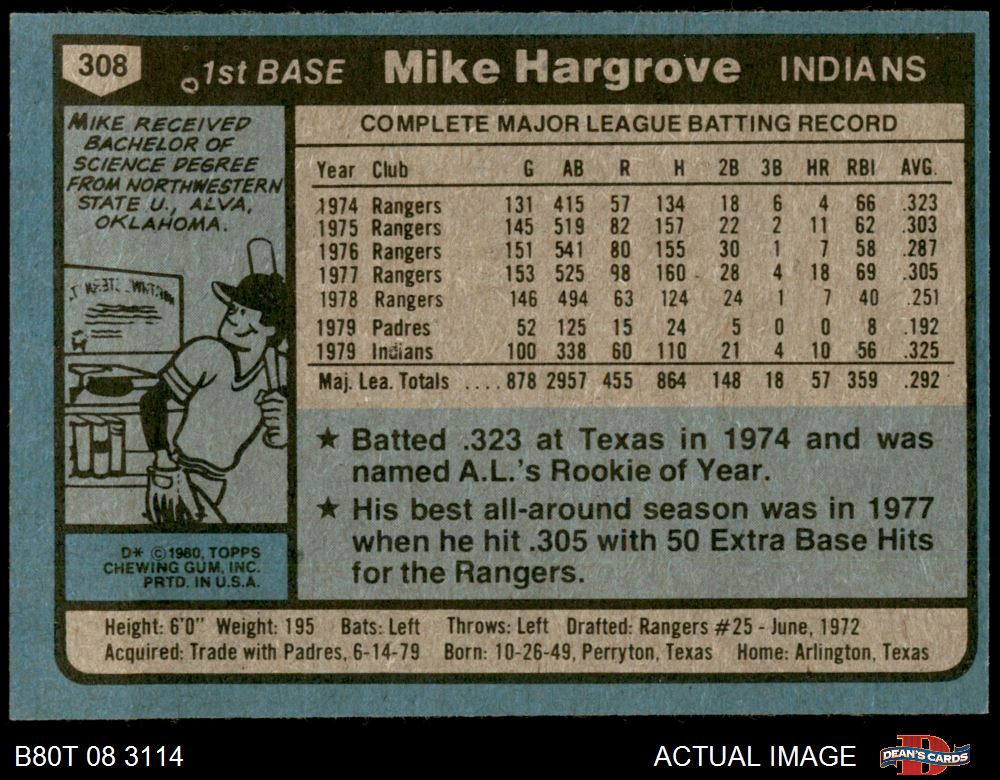 308
1st BASE Mike Hargrove INDIANS
MIKE RECEIVED
BACHELOR OF
SCIENCE DEGREE
FROM NORTHWESTERN
STATE U., ALVA,
OKLAHOMA.
D* © 1980, TOPPS
CHEWING GUM, INC.
PRTD. IN U.S.A.
COMPLETE MAJOR LEAGUE BATTING RECORD
Year Club G AB R H 2B 3B HR RBI AVG.
1974 Rangers 131 415 57 134 18 6 4 66 .323
1975 Rangers 145 519 82 157 22 2 11 62 .303
1976 Rangers 151 541 80 155 30 1 7 58 .287
1977 Rangers 153 525 98 160 28 4 18 69 .305
1978 Rangers 146 494 63 124 24 1 7 40 .251
1979 Padres 52 125 15 24 5 0 0 8 .192
1979 Indians 100 338 60 110 21 4 10 56 .325
Maj. Lea. Totals .... 878 2957 455 864 148 18 57 359 .292
★ Batted .323 at Texas in 1974 and was
named A.L.'s Rookie of Year.
★ His best all-around season was in 1977
when he hit .305 with 50 Extra Base Hits
for the Rangers.
Height: 6'0" Weight: 195 Bats: Left Throws: Left Drafted: Rangers #25 - June, 1972
Acquired: Trade with Padres, 6-14-79 Born: 10-26-49, Perryton, Texas Home: Arlington, Texas
B80T 08 3114 ACTUAL IMAGE DEAN'S CARDS